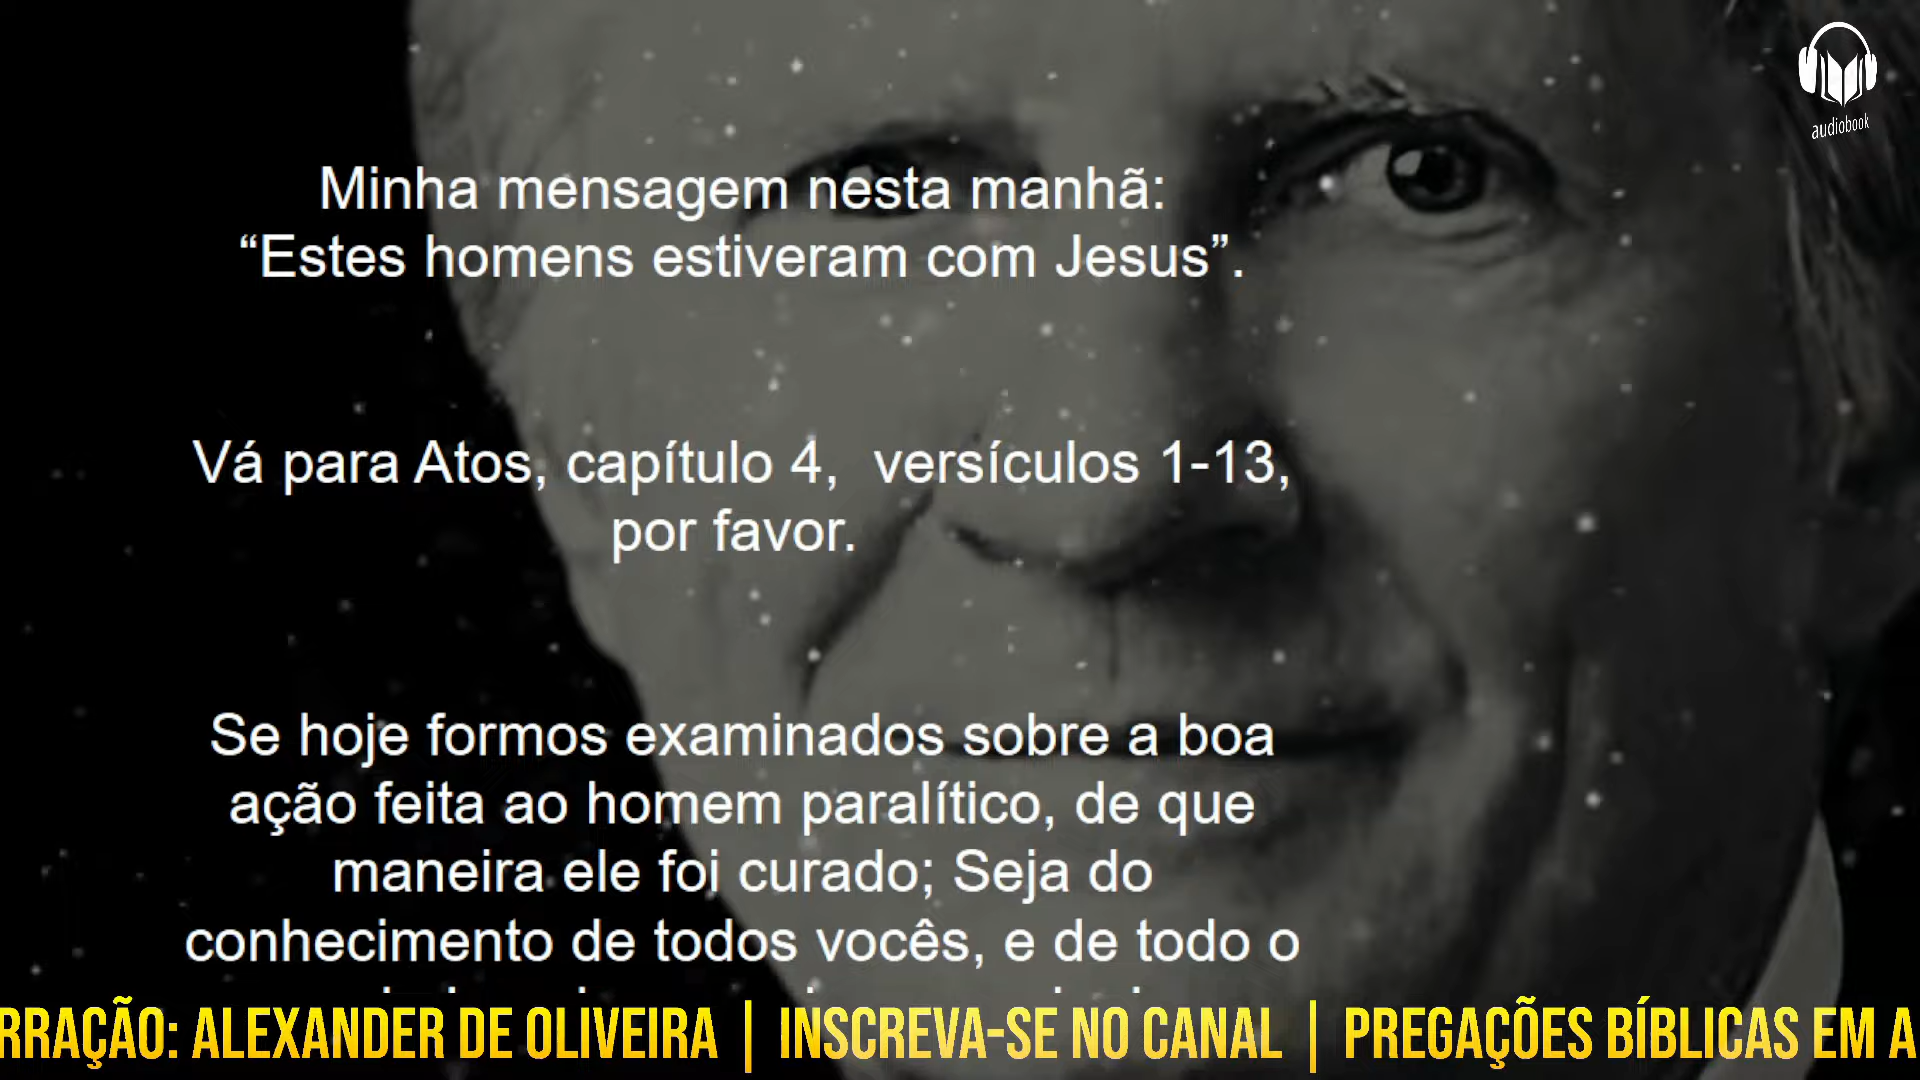 audiobook
Minha mensagem nesta manhã:
“Estes homens estiveram com Jesus”.
Vá para Atos, capítulo 4, versículos 1-13,
por favor.
Se hoje formos examinados sobre a boa
ação feita ao homem paralítico, de que
maneira ele foi curado; Seja do
conhecimento de todos vocês, e de todo o
RRAÇÃO: ALEXANDER DE OLIVEIRA | INSCREVA-SE NO CANAL | PREGAÇÕES BÍBLICAS EM A